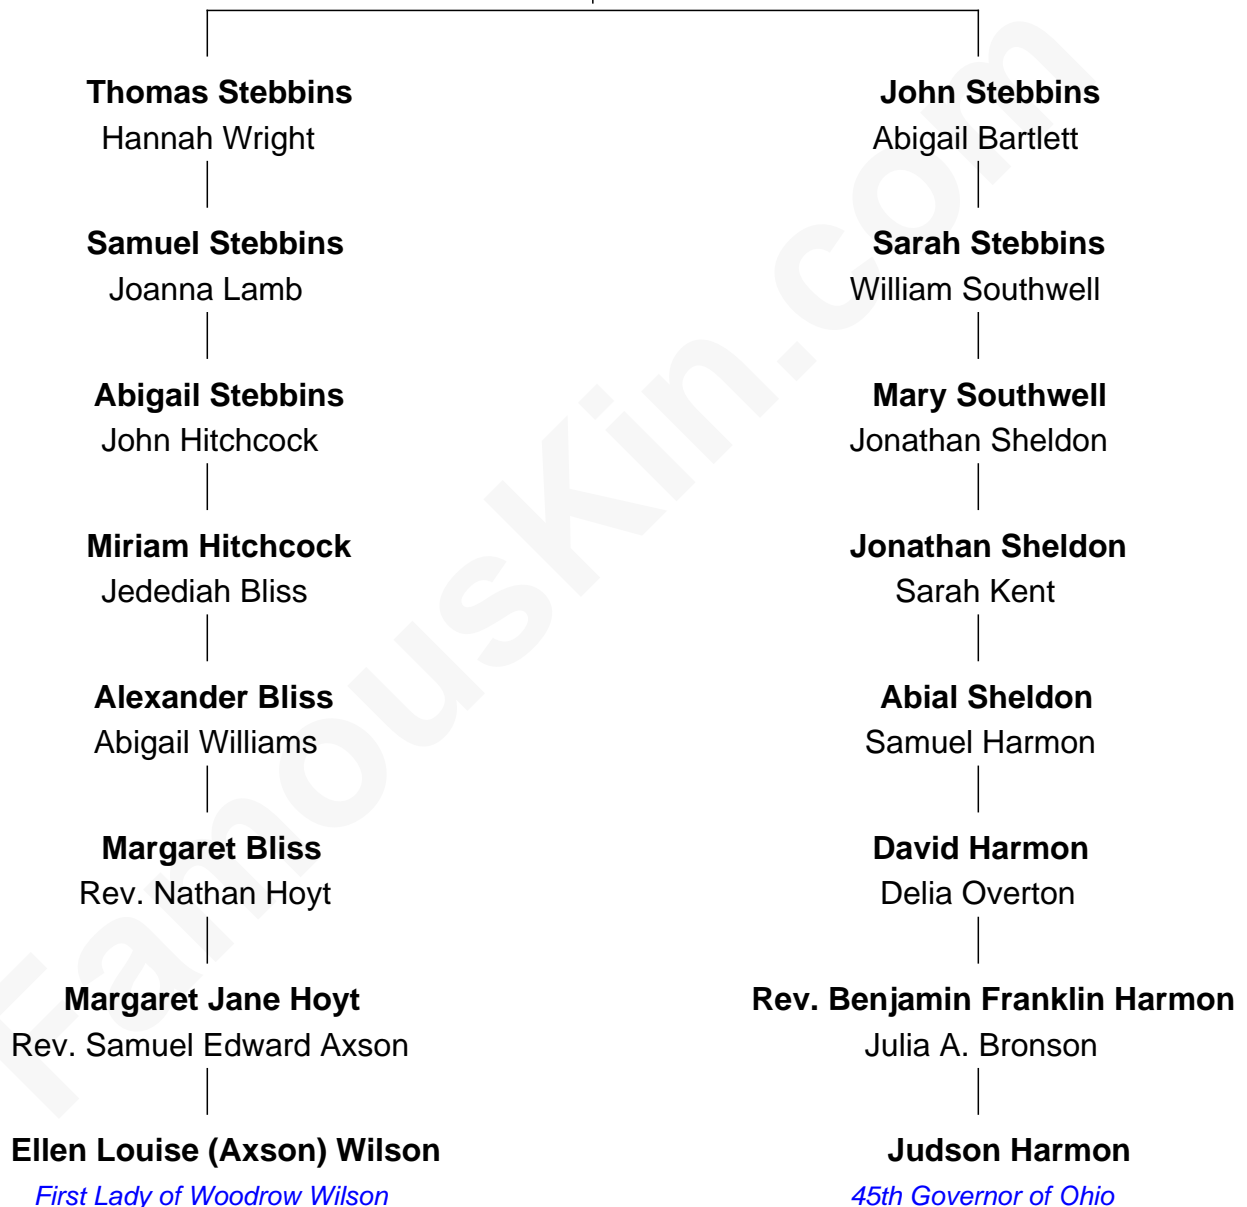 Thomas Stebbins
Hannah Wright
Samuel Stebbins
Joanna Lamb
Abigail Stebbins
John Hitchcock
Miriam Hitchcock
Jedediah Bliss
Alexander Bliss
Abigail Williams
Margaret Bliss
Rev. Nathan Hoyt
Margaret Jane Hoyt
Rev. Samuel Edward Axson
Ellen Louise (Axson) Wilson
First Lady of Woodrow Wilson
John Stebbins
Abigail Bartlett
Sarah Stebbins
William Southwell
Mary Southwell
Jonathan Sheldon
Jonathan Sheldon
Sarah Kent
Abial Sheldon
Samuel Harmon
David Harmon
Delia Overton
Rev. Benjamin Franklin Harmon
Julia A. Bronson
Judson Harmon
45th Governor of Ohio
FamousKin.com